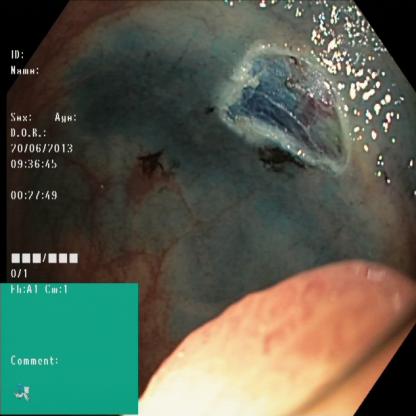 ID:
Name:
Sex: Age:
D.O.B.:
20/06/2013
09:36:45
00:27:49
■■■/■■■
0/1
Eh:A1 Cm:1
Comment: